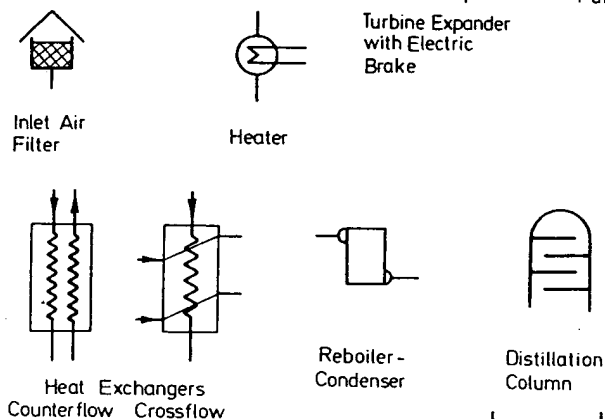 Turbine Expander
with Electric
Brake
Inlet Air
Filter
Heater
Heat Exchangers
Counterflow Crossflow
Reboiler-
Condenser
Distillation
Column